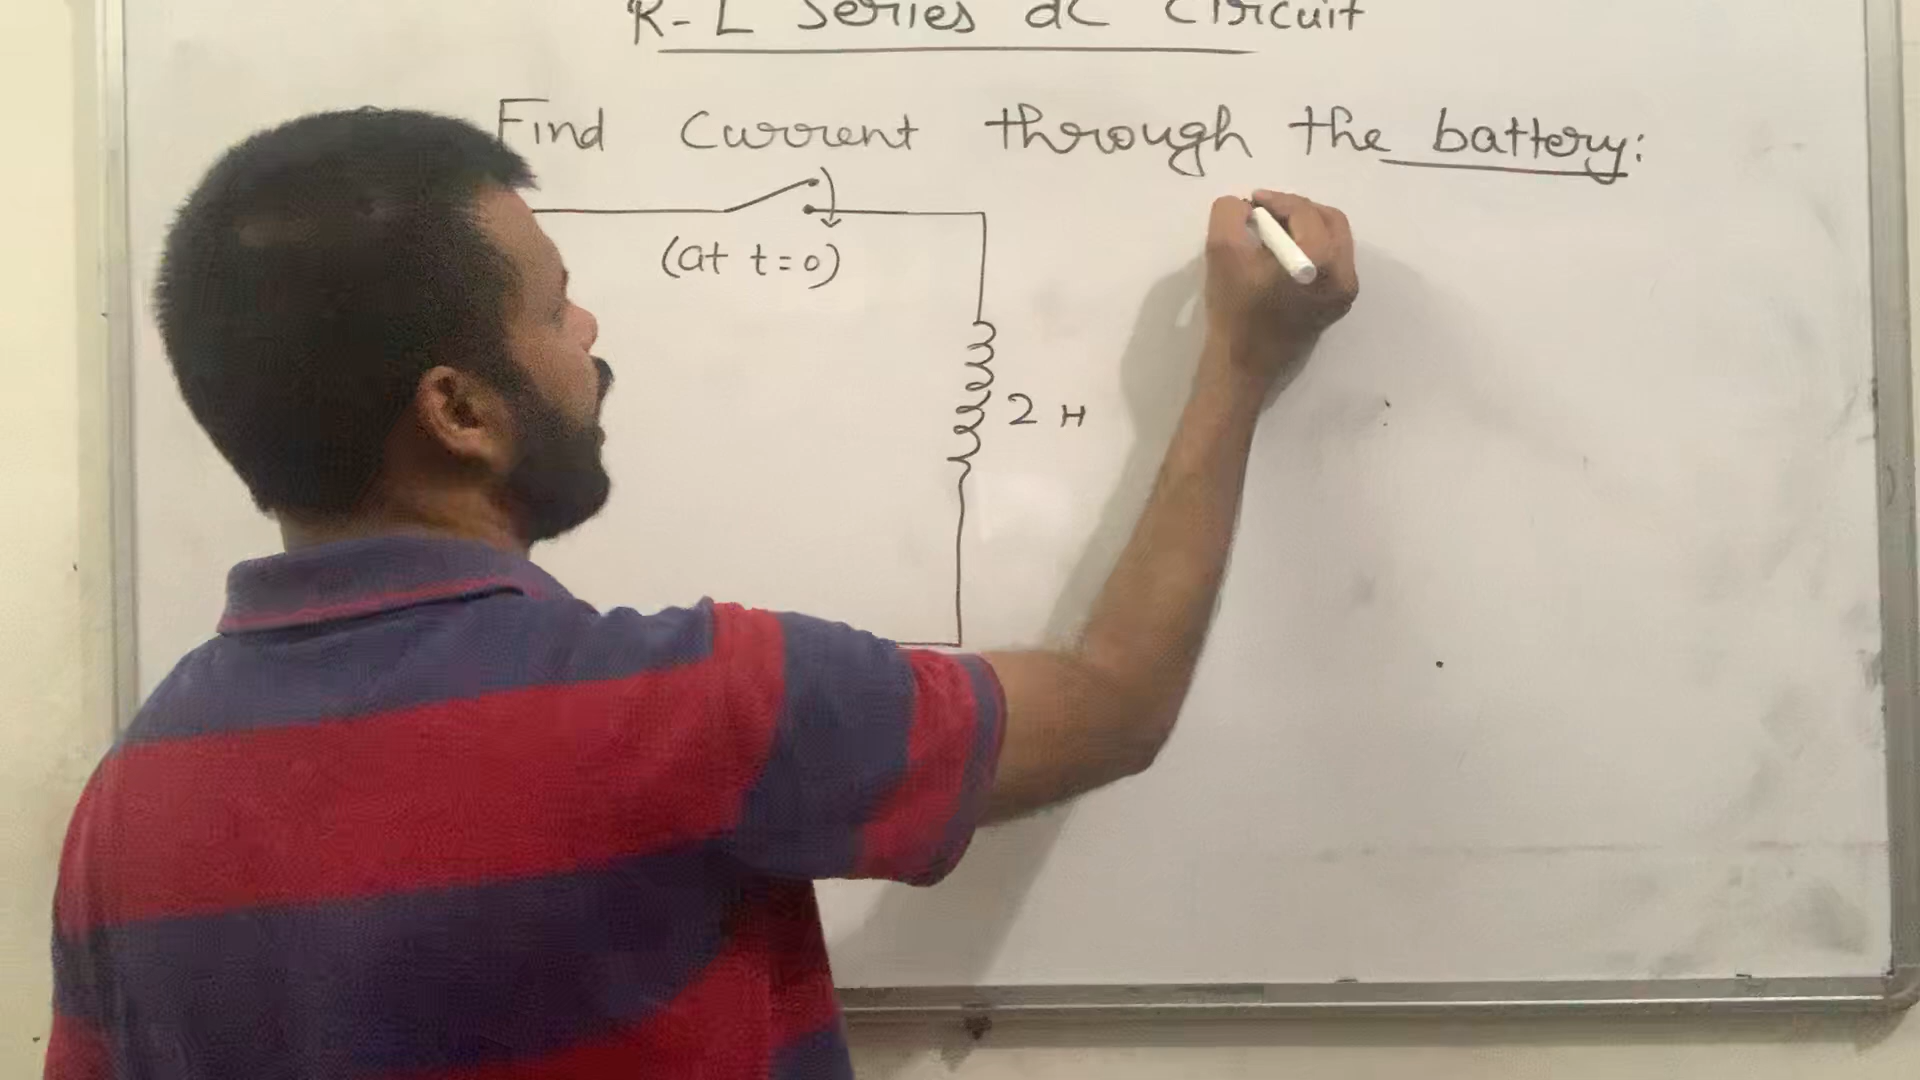 R-L Series dC Circuit
Find Current through the battery:
(at t=0)
2 H